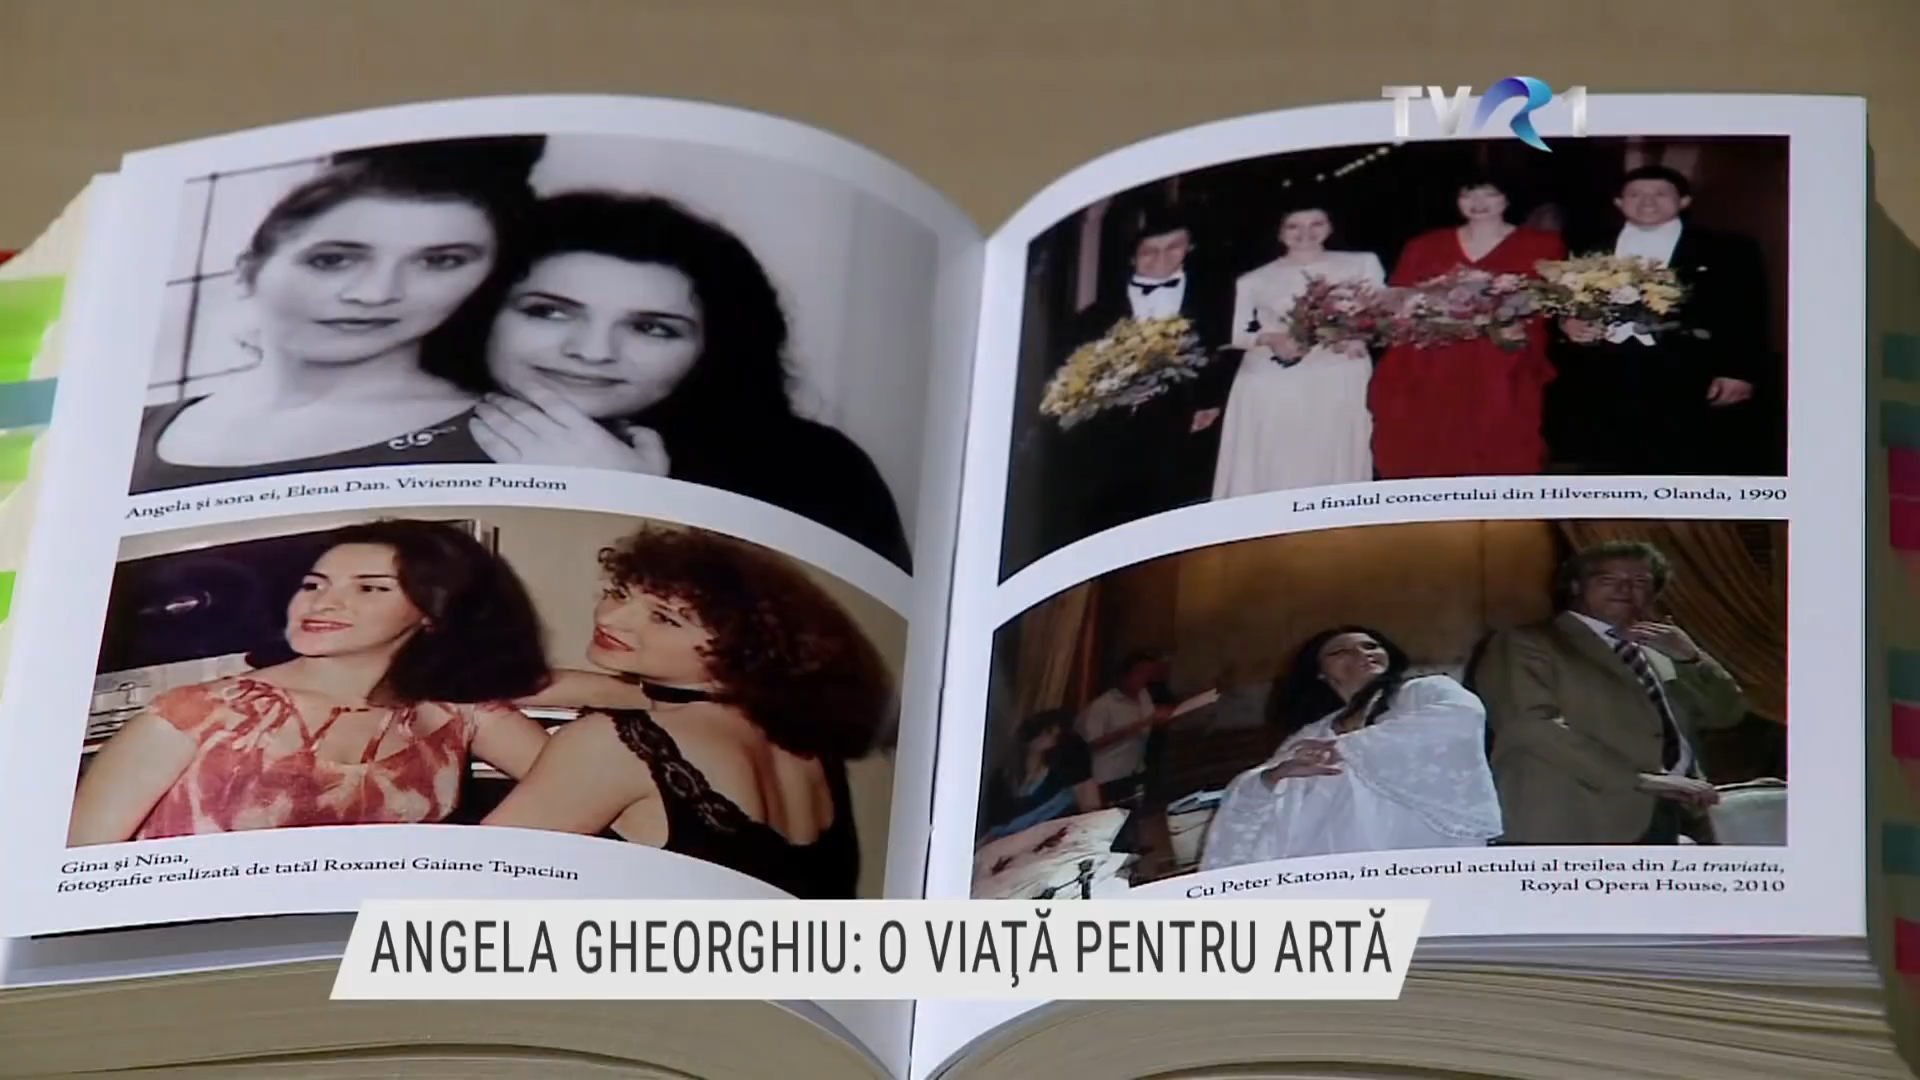 TVR1
Angela și sora ei, Elena Dan. Vivienne Purdom
La finalul concertului din Hilversum, Olanda, 1990
Gina și Nina,
fotografie realizată de tatăl Roxanei Gaiane Tapacian
Cu Peter Katona, în decorul actului al treilea din La traviata,
Royal Opera House, 2010
ANGELA GHEORGHIU: O VIAŢĂ PENTRU ARTĂ